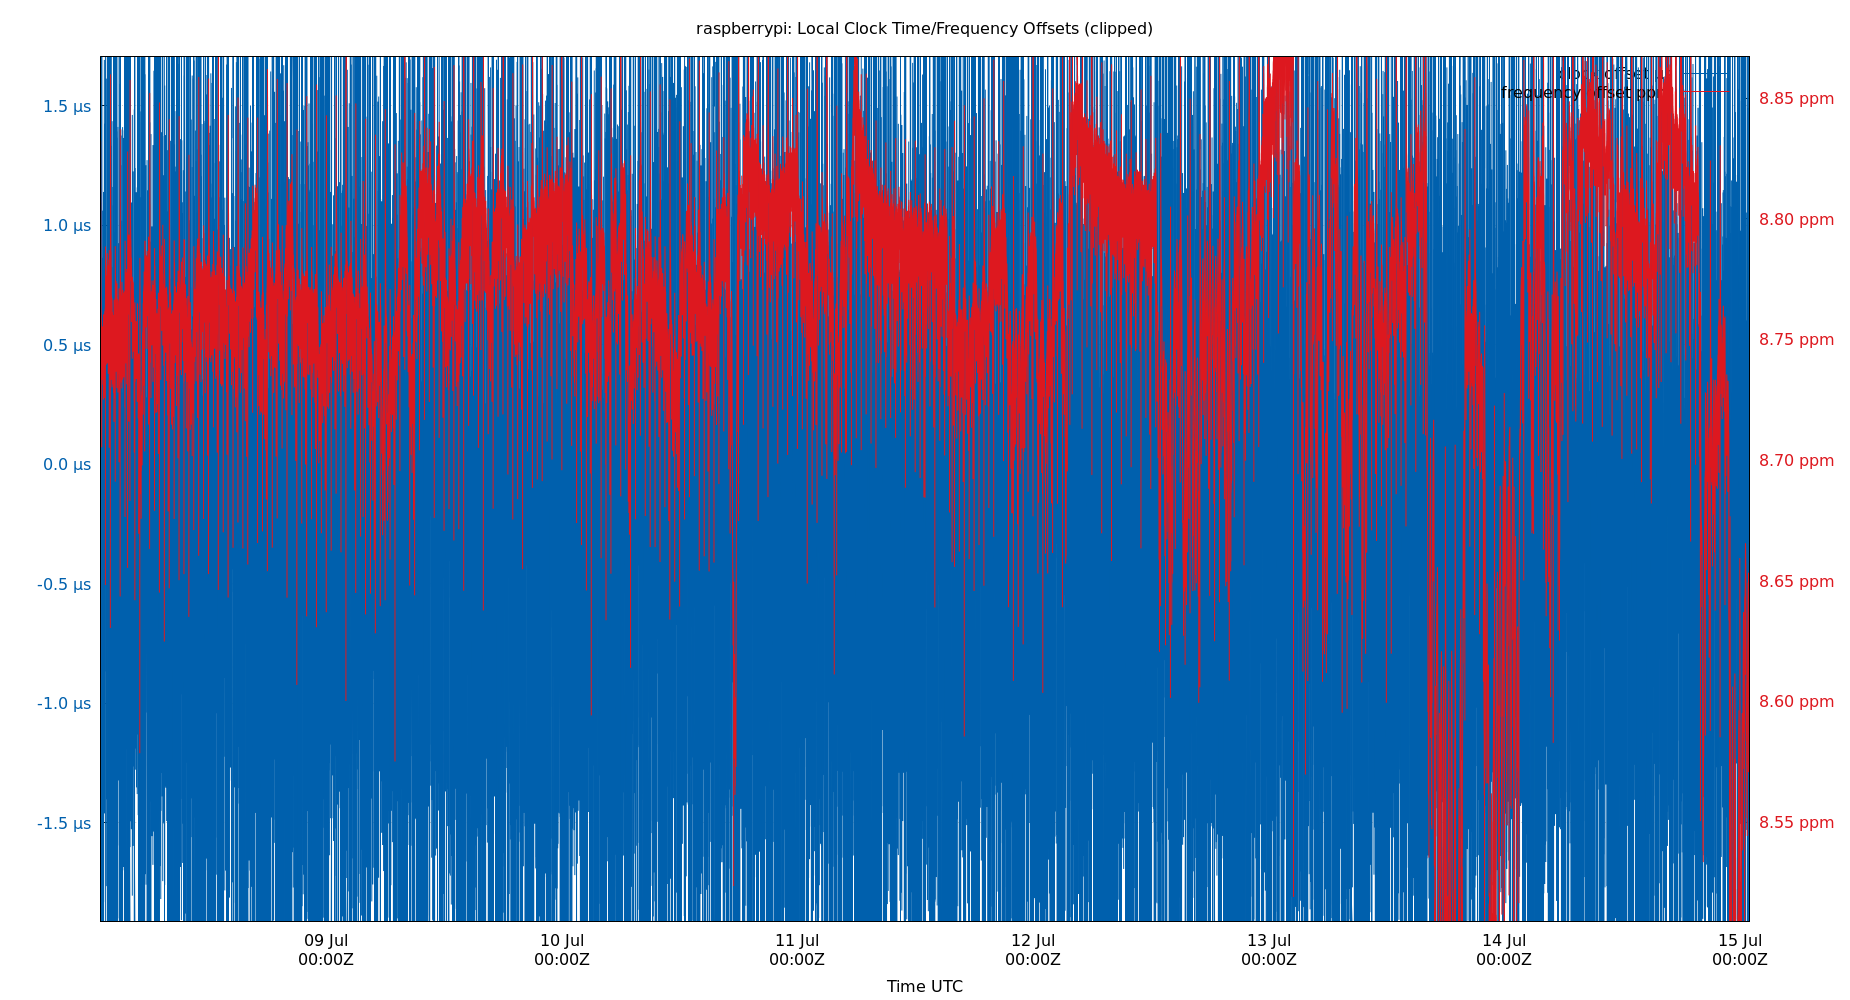 raspberrypi: Local Clock Time/Frequency Offsets (clipped)
offset
frequency offset
1.5 µs
1.0 µs
0.5 µs
0.0 µs
-0.5 µs
-1.0 µs
-1.5 µs
8.85 ppm
8.80 ppm
8.75 ppm
8.70 ppm
8.65 ppm
8.60 ppm
8.55 ppm
09 Jul
00:00Z
10 Jul
00:00Z
11 Jul
00:00Z
12 Jul
00:00Z
13 Jul
00:00Z
14 Jul
00:00Z
15 Jul
00:00Z
Time UTC